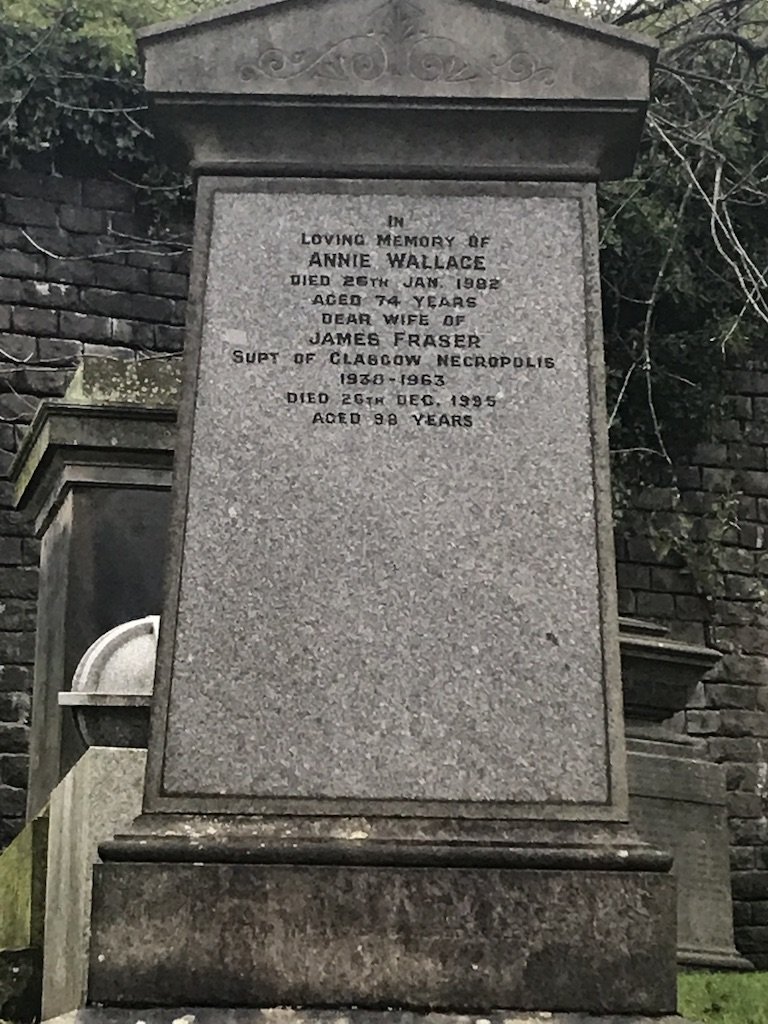 IN
LOVING MEMORY OF
ANNIE WALLACE
DIED 26TH JAN. 1982
AGED 74 YEARS
DEAR WIFE OF
JAMES FRASER
SUPT OF GLASGOW NECROPOLIS
1938-1963
DIED 26TH DEC. 1995
AGED 98 YEARS